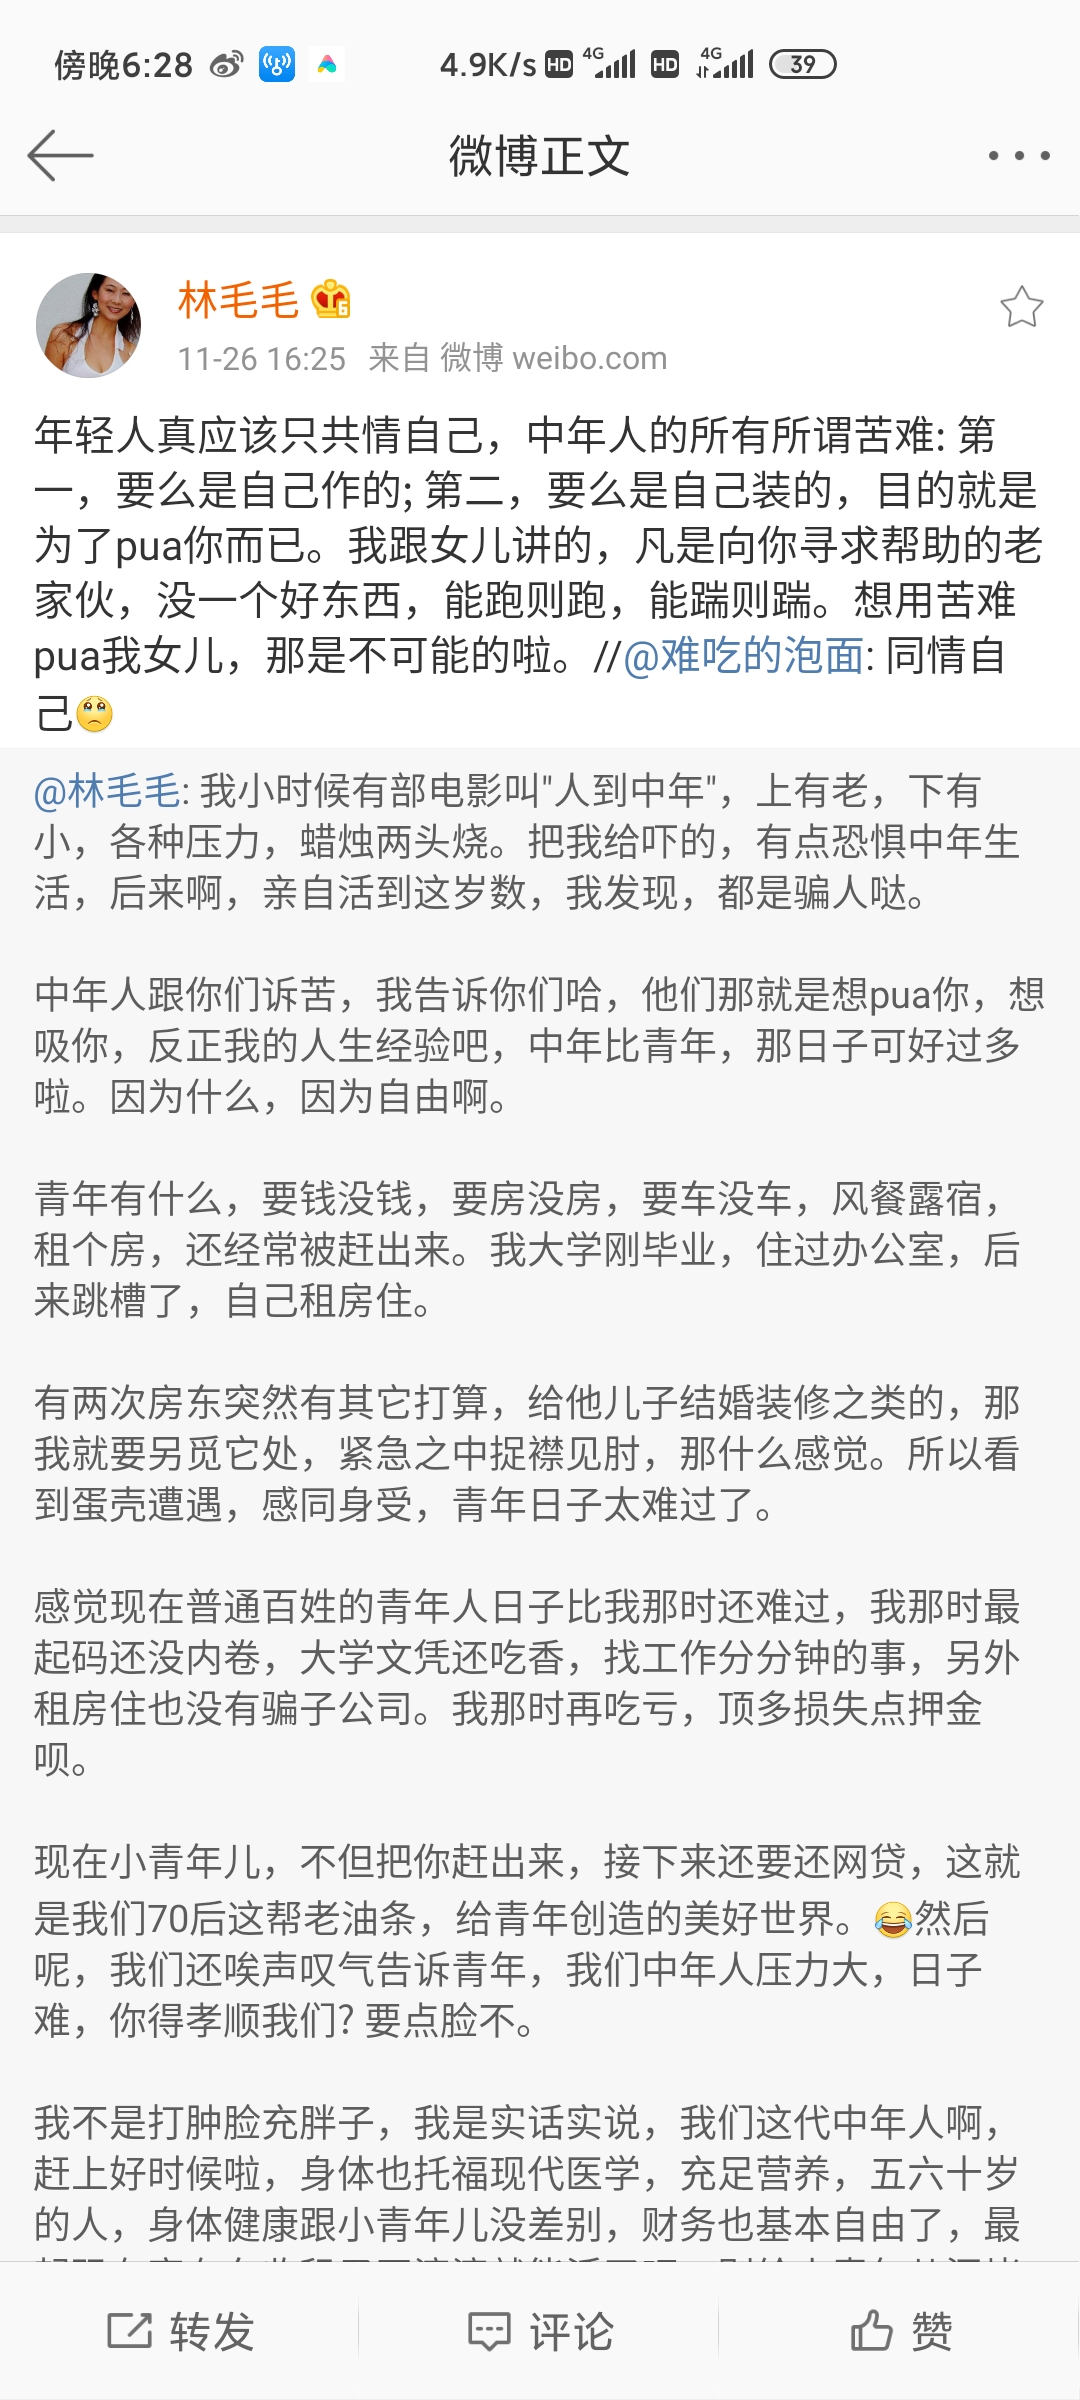 傍晚6:28 4.9K/s HD 4G HD 4G 39
微博正文
林毛毛 6
11-26 16:25 来自 微博 weibo.com
年轻人真应该只共情自己，中年人的所有所谓苦难: 第
一，要么是自己作的; 第二，要么是自己装的，目的就是
为了pua你而已。我跟女儿讲的，凡是向你寻求帮助的老
家伙，没一个好东西，能跑则跑，能踹则踹。想用苦难
pua我女儿，那是不可能的啦。//@难吃的泡面: 同情自
己🥺
@林毛毛: 我小时候有部电影叫"人到中年"，上有老，下有
小，各种压力，蜡烛两头烧。把我给吓的，有点恐惧中年生
活，后来啊，亲自活到这岁数，我发现，都是骗人哒。
中年人跟你们诉苦，我告诉你们哈，他们那就是想pua你，想
吸你，反正我的人生经验吧，中年比青年，那日子可好过多
啦。因为什么，因为自由啊。
青年有什么，要钱没钱，要房没房，要车没车，风餐露宿，
租个房，还经常被赶出来。我大学刚毕业，住过办公室，后
来跳槽了，自己租房住。
有两次房东突然有其它打算，给他儿子结婚装修之类的，那
我就要另觅它处，紧急之中捉襟见肘，那什么感觉。所以看
到蛋壳遭遇，感同身受，青年日子太难过了。
感觉现在普通百姓的青年人日子比我那时还难过，我那时最
起码还没内卷，大学文凭还吃香，找工作分分钟的事，另外
租房住也没有骗子公司。我那时再吃亏，顶多损失点押金
呗。
现在小青年儿，不但把你赶出来，接下来还要还网贷，这就
是我们70后这帮老油条，给青年创造的美好世界。😂然后
呢，我们还唉声叹气告诉青年，我们中年人压力大，日子
难，你得孝顺我们? 要点脸不。
我不是打肿脸充胖子，我是实话实说，我们这代中年人啊，
赶上好时候啦，身体也托福现代医学，充足营养，五六十岁
的人，身体健康跟小青年儿没差别，财务也基本自由了，最
转发 评论 赞